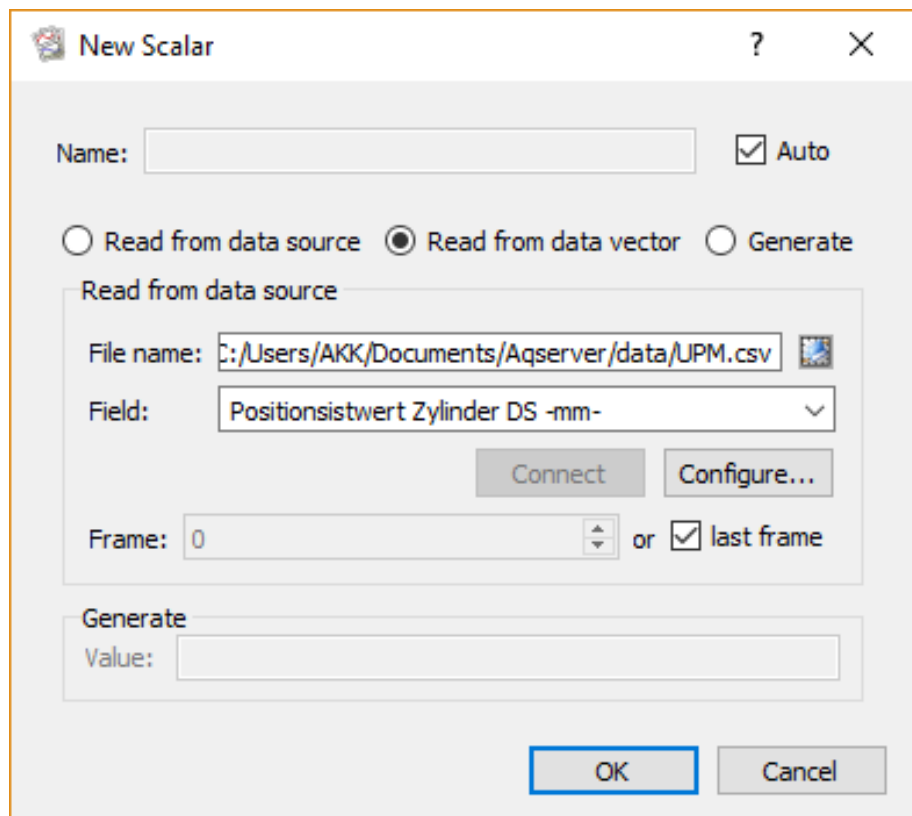 New Scalar
Name:
Auto
Read from data source Read from data vector Generate
Read from data source
File name: C:/Users/AKK/Documents/Aqserver/data/UPM.csv
Field: Positionsistwert Zylinder DS -mm-
Connect Configure...
Frame: 0 or last frame
Generate
Value:
OK Cancel